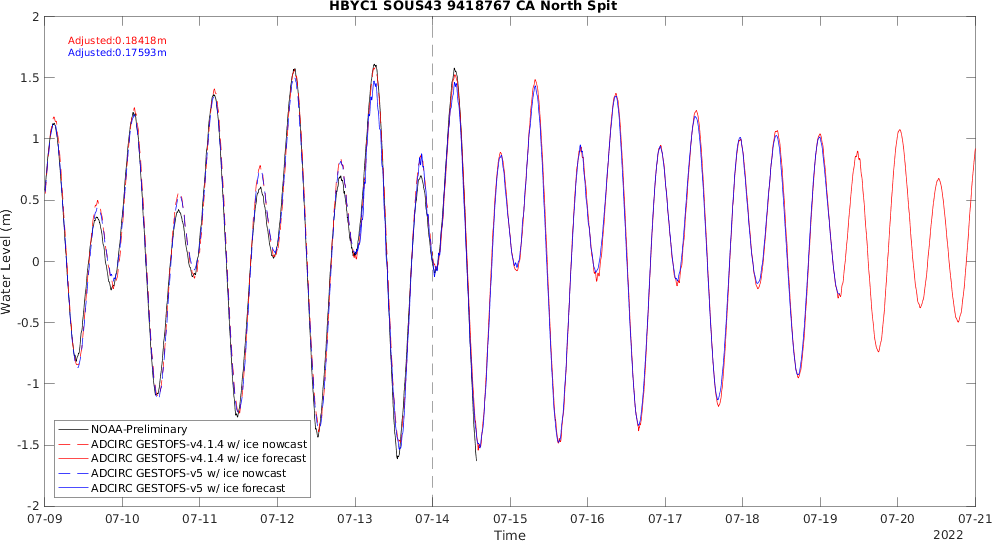 HBYC1 SOUS43 9418767 CA North Spit
Adjusted:0.18418m
Adjusted:0.17593m
2
1.5
1
0.5
0
-0.5
-1
-1.5
-2
Water Level (m)
NOAA-Preliminary
ADCIRC GESTOFS-v4.1.4 w/ ice nowcast
ADCIRC GESTOFS-v4.1.4 w/ ice forecast
ADCIRC GESTOFS-v5 w/ ice nowcast
ADCIRC GESTOFS-v5 w/ ice forecast
07-09 07-10 07-11 07-12 07-13 07-14 07-15 07-16 07-17 07-18 07-19 07-20 07-21
Time
2022